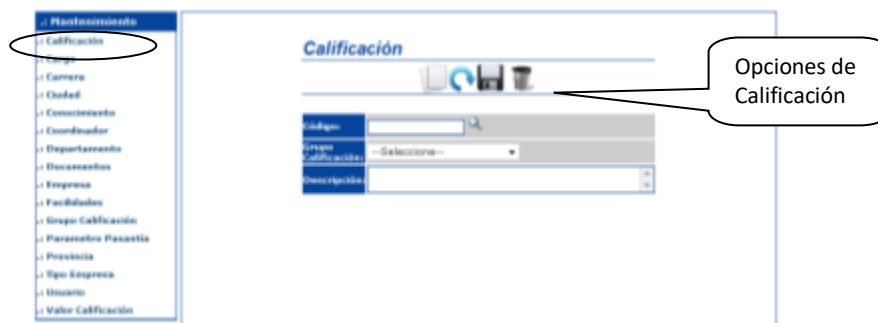 .: Mantenimiento
.: Calificación
.: Cargo
.: Carrera
.: Ciudad
.: Conocimiento
.: Coordinador
.: Departamento
.: Documentos
.: Empresa
.: Facilidades
.: Grupo Calificación
.: Parametro Pasantía
.: Provincia
.: Tipo Empresa
.: Usuario
.: Valor Calificación
Calificación
Código:
Grupo
Calificación:
--Seleccione--
Descripción:
Opciones de
Calificación